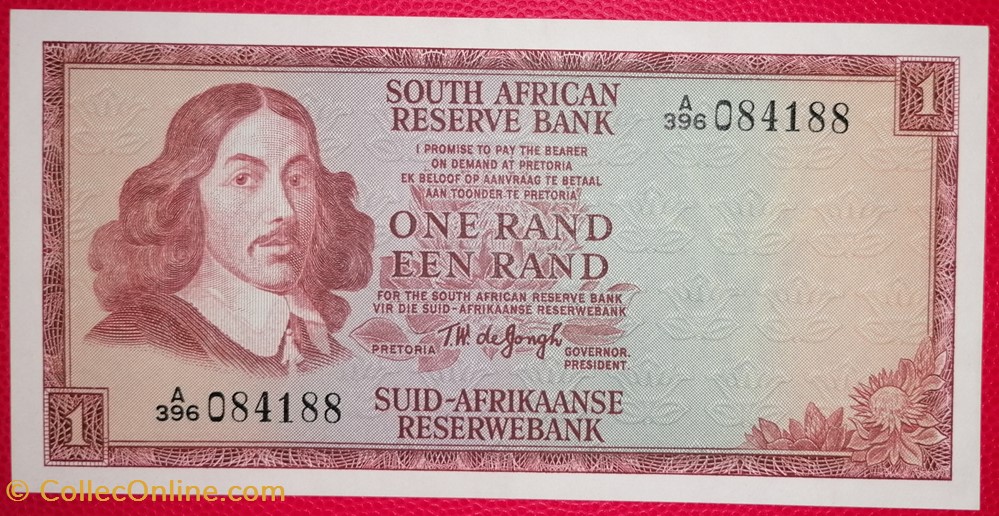 1
SOUTH AFRICAN
RESERVE BANK
A
396 084188
I PROMISE TO PAY THE BEARER
ON DEMAND AT PRETORIA
EK BELOOF OP AANVRAAG TE BETAAL
AAN TOONDER TE PRETORIA
ONE RAND
EEN RAND
FOR THE SOUTH AFRICAN RESERVE BANK
VIR DIE SUID-AFRIKAANSE RESERWEBANK
T.W. de Jongh
PRETORIA
GOVERNOR.
PRESIDENT.
A
396 084188
SUID-AFRIKAANSE
RESERWEBANK
1
© CollecOnline.com